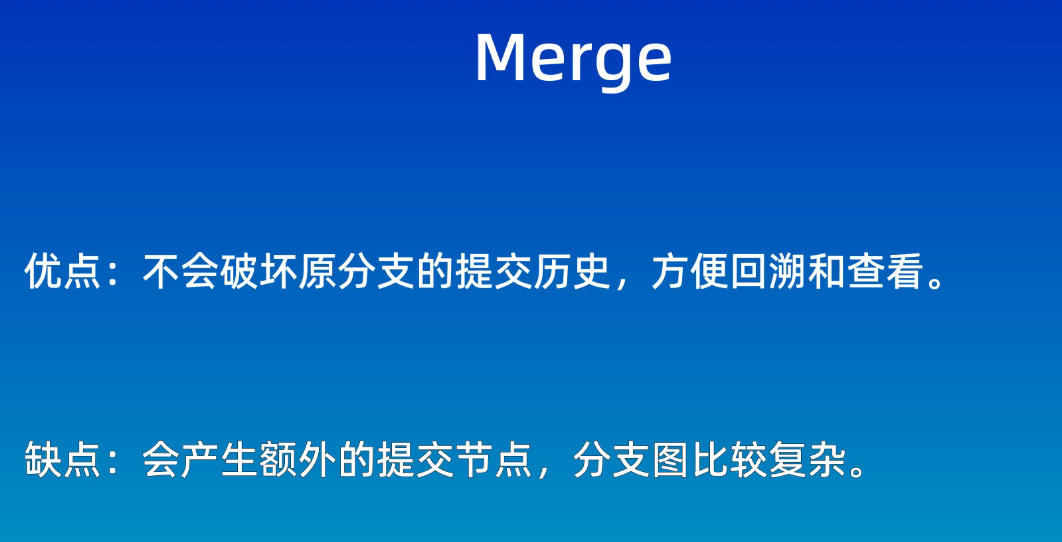 Merge
优点：不会破坏原分支的提交历史，方便回溯和查看。
缺点：会产生额外的提交节点，分支图比较复杂。